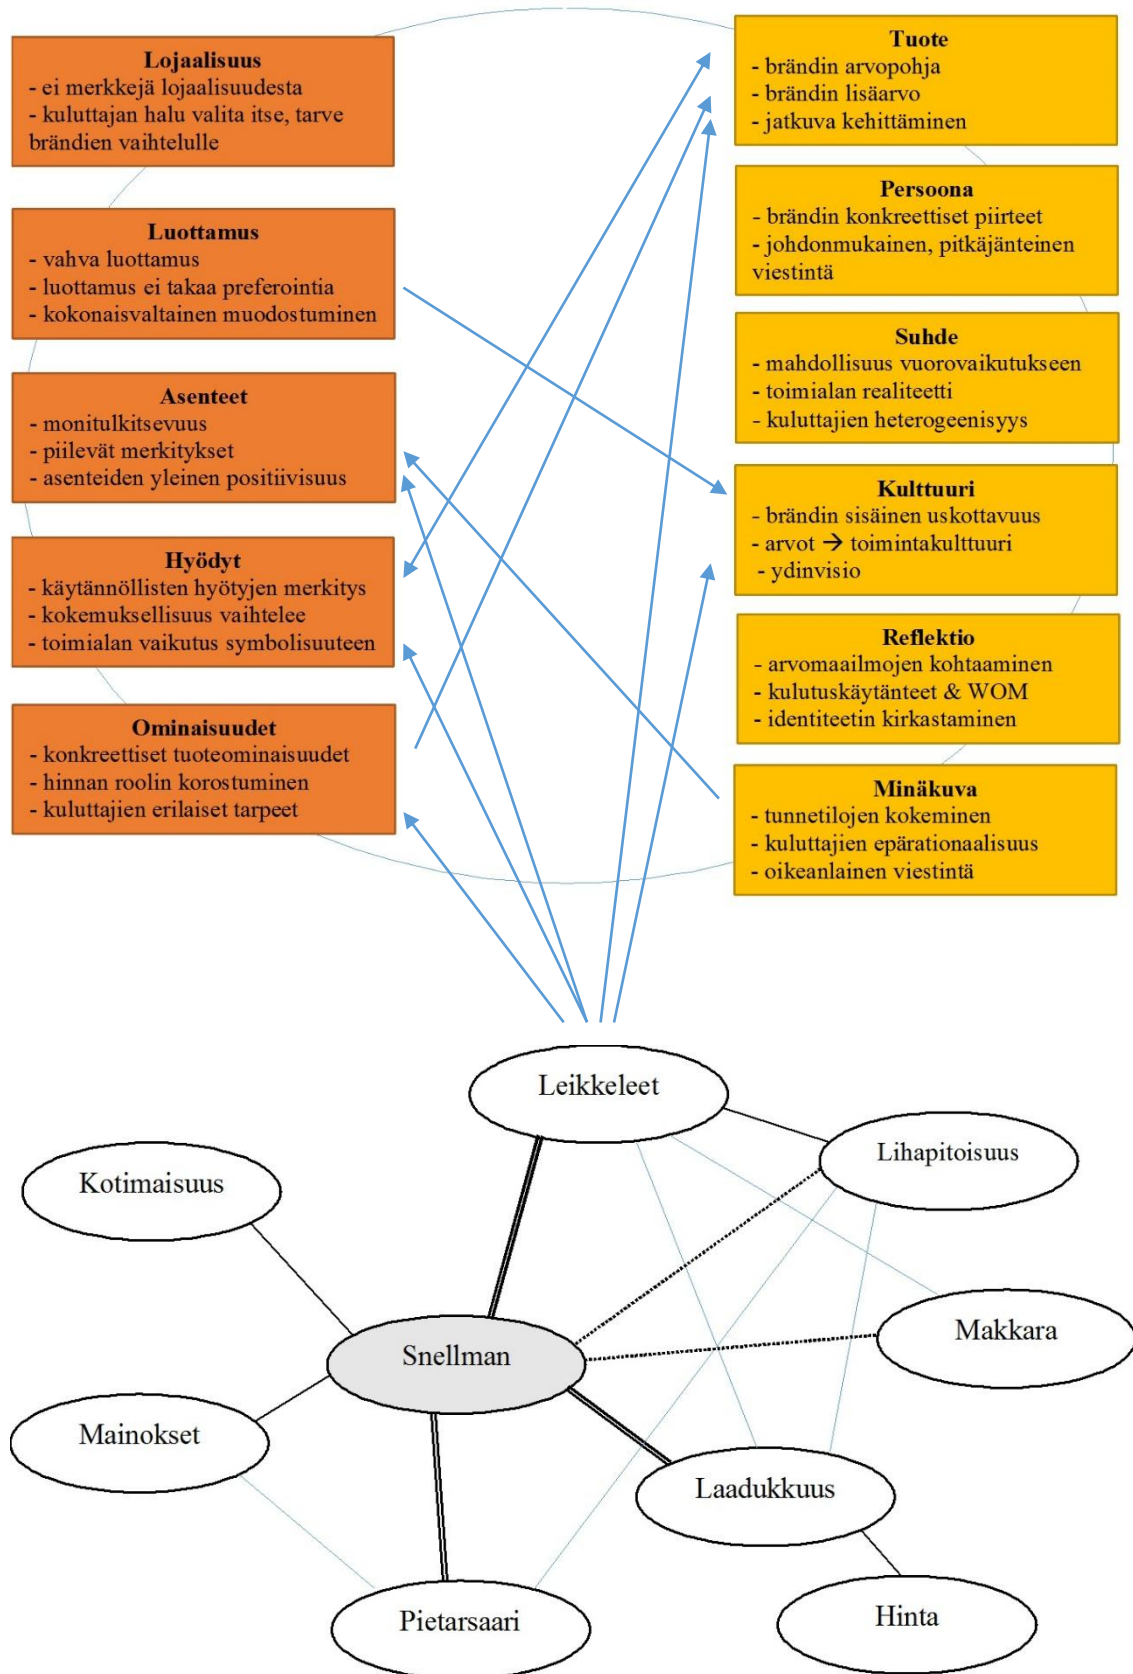 Lojaalisuus
- ei merkkejä lojaalisuudesta
- kuluttajan halu valita itse, tarve
brändien vaihtelulle
Luottamus
- vahva luottamus
- luottamus ei takaa preferointia
- kokonaisvaltainen muodostuminen
Asenteet
- monitulkitsevuus
- piilevät merkitykset
- asenteiden yleinen positiivisuus
Hyödyt
- käytännöllisten hyötyjen merkitys
- kokemuksellisuus vaihtelee
- toimialan vaikutus symbolisuuteen
Ominaisuudet
- konkreettiset tuoteominaisuudet
- hinnan roolin korostuminen
- kuluttajien erilaiset tarpeet
Tuote
- brändin arvopohja
- brändin lisäarvo
- jatkuva kehittäminen
Persoona
- brändin konkreettiset piirteet
- johdonmukainen, pitkäjänteinen
viestintä
Suhde
- mahdollisuus vuorovaikutukseen
- toimialan realiteetti
- kuluttajien heterogeenisyys
Kulttuuri
- brändin sisäinen uskottavuus
- arvot → toimintakulttuuri
- ydinvisio
Reflektio
- arvomaailmojen kohtaaminen
- kulutuskäytänteet & WOM
- identiteetin kirkastaminen
Minäkuva
- tunnetilojen kokeminen
- kuluttajien epärationaalisuus
- oikeanlainen viestintä
Leikkeleet
Lihapitoisuus
Kotimaisuus
Makkara
Snellman
Mainokset
Laadukkuus
Pietarsaari
Hinta